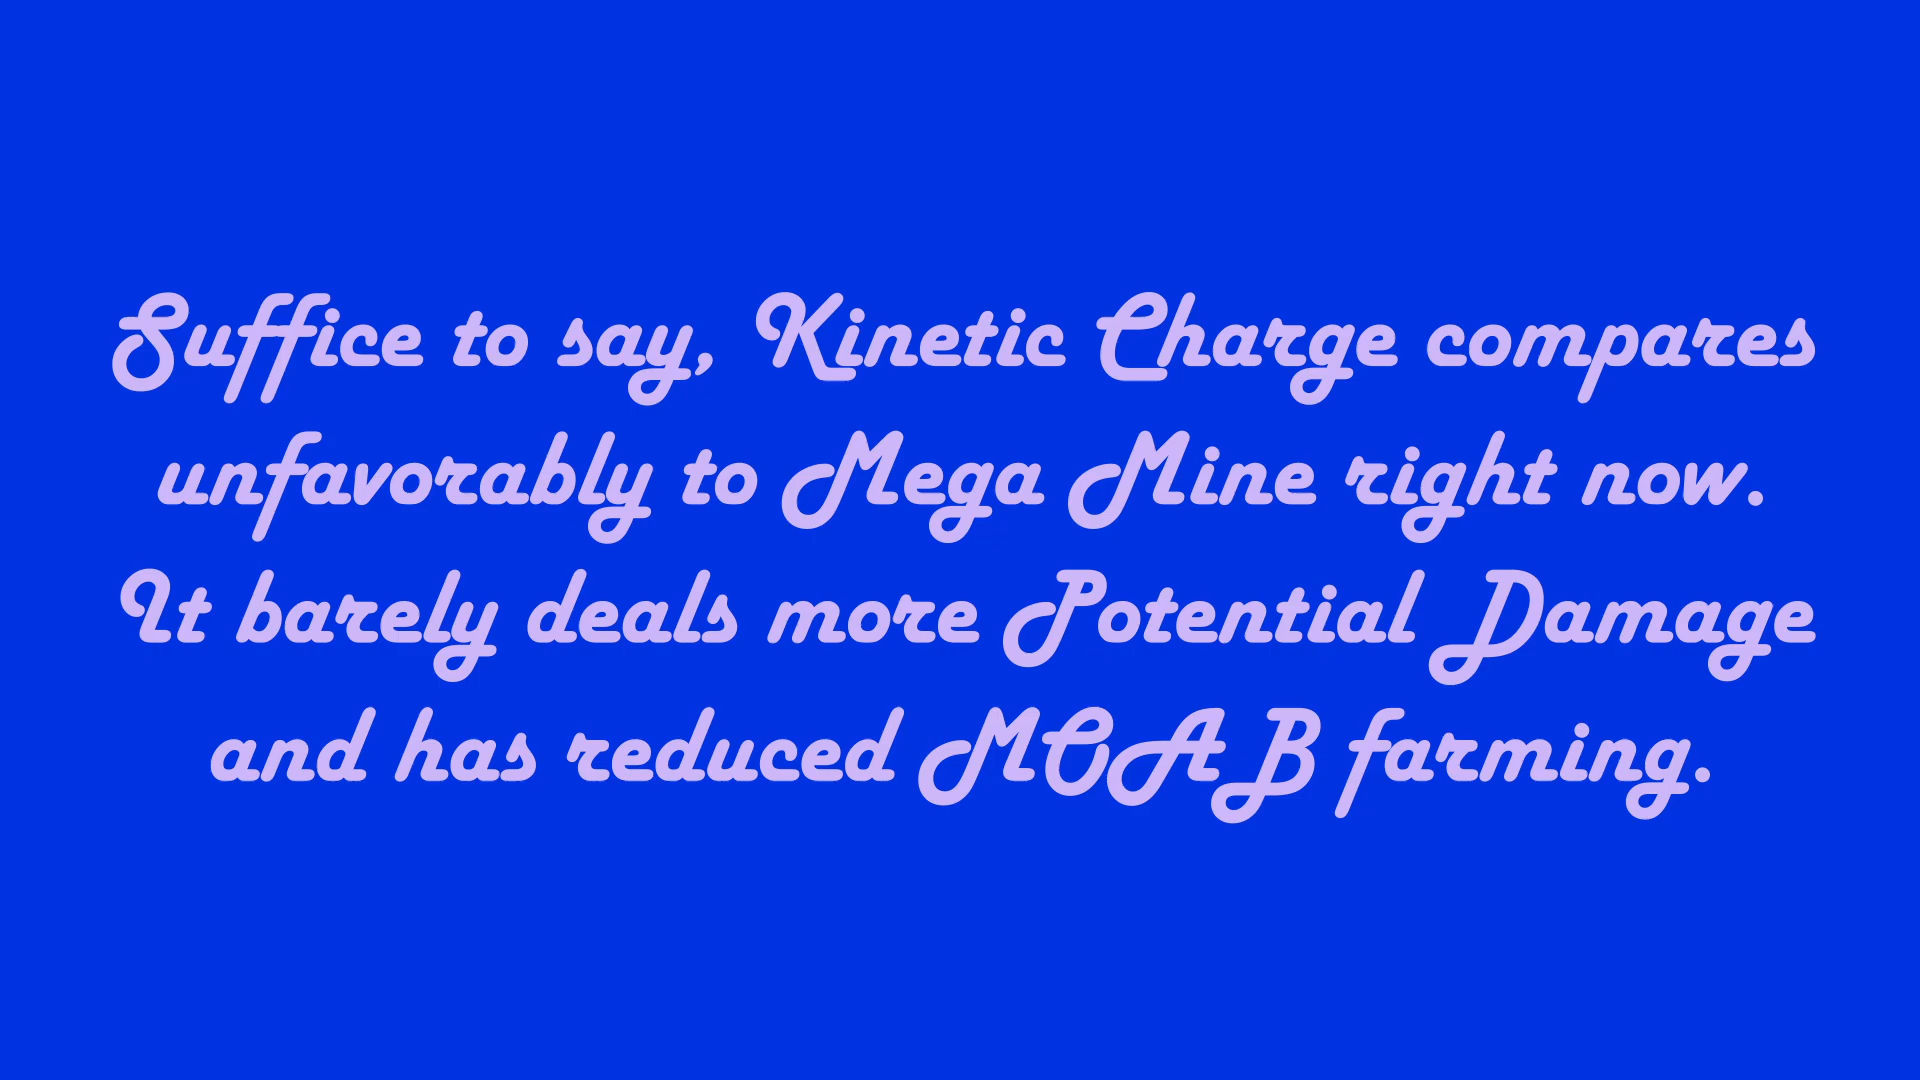 Suffice to say, Kinetic Charge compares
unfavorably to Mega Mine right now.
It barely deals more Potential Damage
and has reduced MOAB farming.